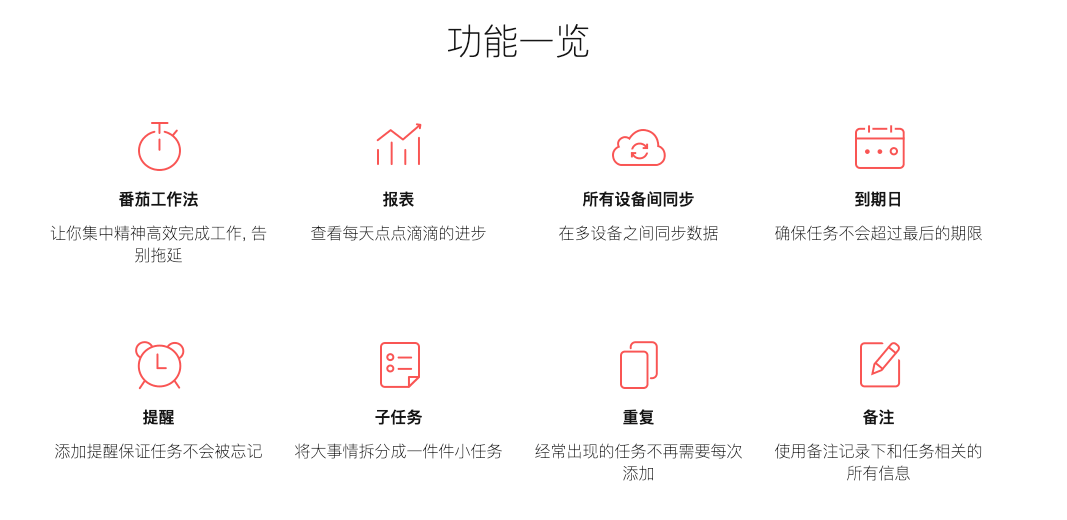 功能一览
番茄工作法
让你集中精神高效完成工作, 告
别拖延
报表
查看每天点点滴滴的进步
所有设备间同步
在多设备之间同步数据
到期日
确保任务不会超过最后的期限
提醒
添加提醒保证任务不会被忘记
子任务
将大事情拆分成一件件小任务
重复
经常出现的任务不再需要每次
添加
备注
使用备注记录下和任务相关的
所有信息